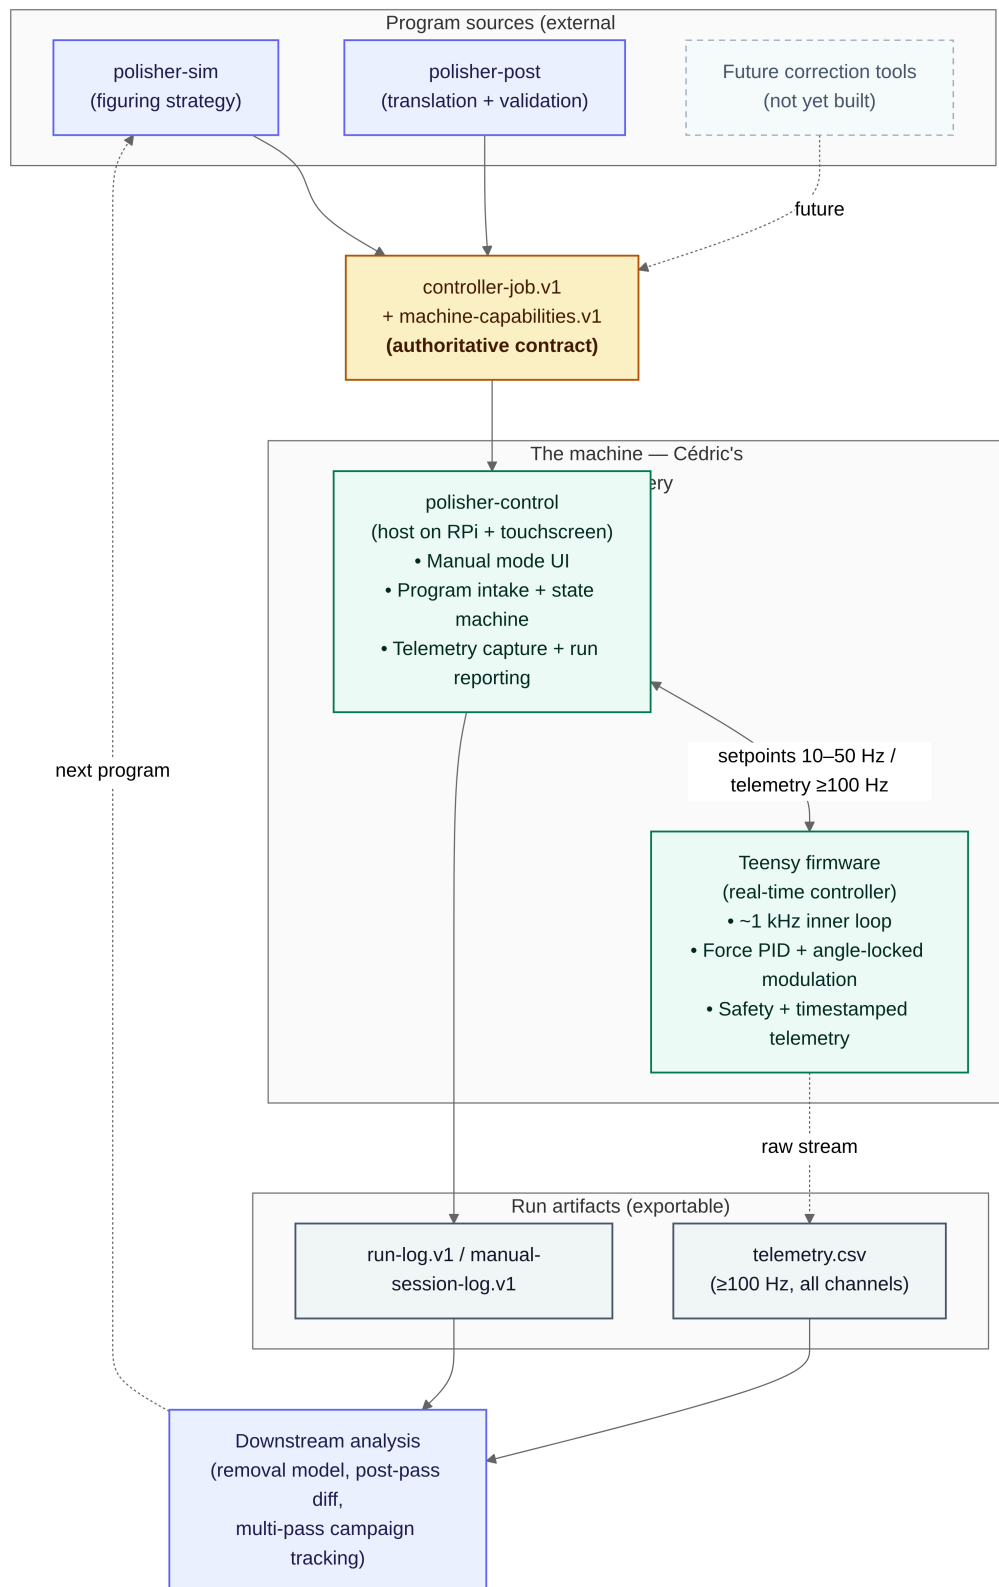 Program sources (external
polisher-sim
(figuring strategy)
polisher-post
(translation + validation)
Future correction tools
(not yet built)
future
controller-job.v1
+ machine-capabilities.v1
(authoritative contract)
The machine — Cédric's
polisher-control
(host on RPi + touchscreen)
• Manual mode UI
• Program intake + state
machine
• Telemetry capture + run
reporting
next program
setpoints 10–50 Hz /
telemetry ≥100 Hz
Teensy firmware
(real-time controller)
• ~1 kHz inner loop
• Force PID + angle-locked
modulation
• Safety + timestamped
telemetry
raw stream
Run artifacts (exportable)
run-log.v1 / manual-
session-log.v1
telemetry.csv
(≥100 Hz, all channels)
Downstream analysis
(removal model, post-pass
diff,
multi-pass campaign
tracking)